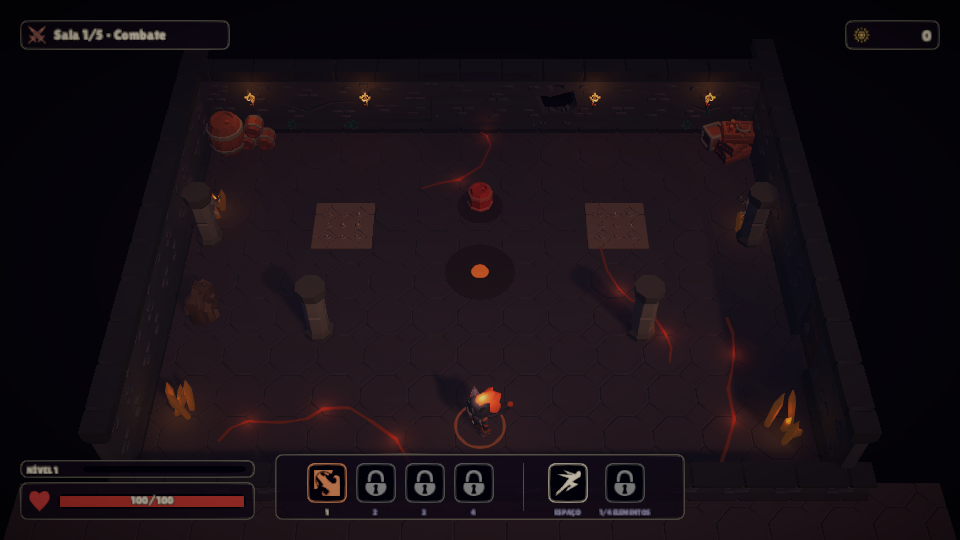 Sala 1/5 - Combate
0
NÍVEL 1
100/100
1
2
3
4
ESPAÇO
1/4 ELEMENTOS